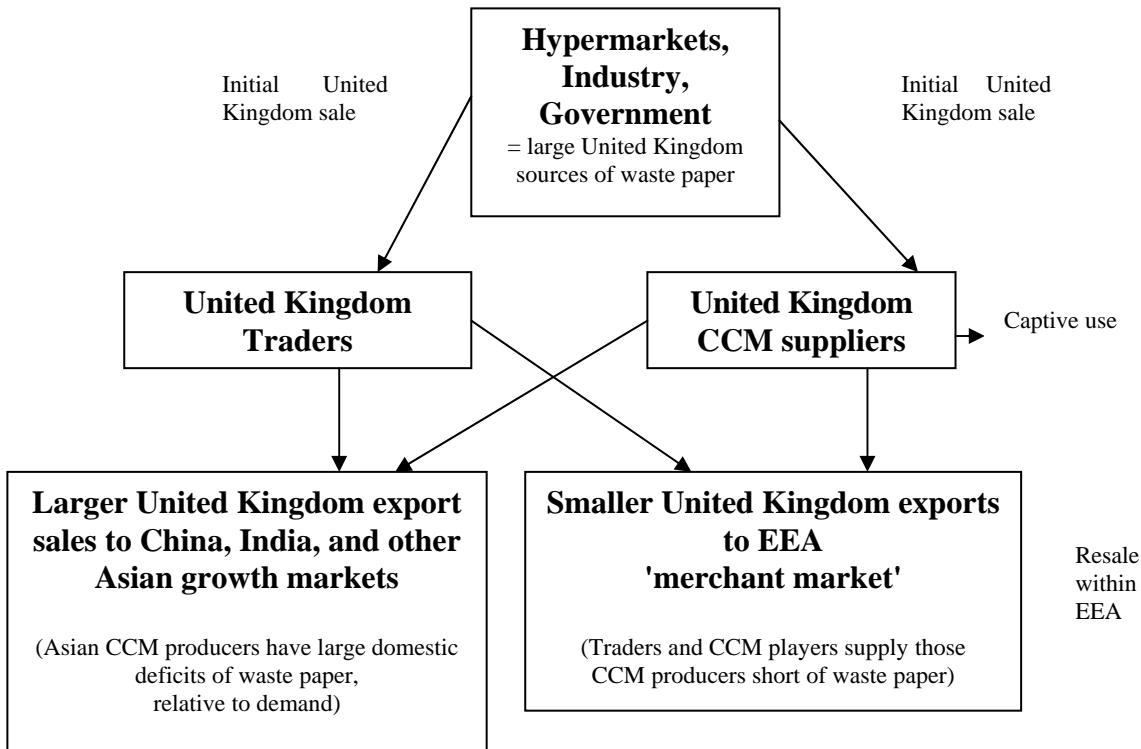 Hypermarkets,
Industry,
Government
= large United Kingdom
sources of waste paper
Initial United
Kingdom sale
Initial United
Kingdom sale
United Kingdom
Traders
United Kingdom
CCM suppliers
Captive use
Larger United Kingdom export
sales to China, India, and other
Asian growth markets
(Asian CCM producers have large domestic
deficits of waste paper,
relative to demand)
Smaller United Kingdom exports
to EEA
'merchant market'
(Traders and CCM players supply those
CCM producers short of waste paper)
Resale
within
EEA